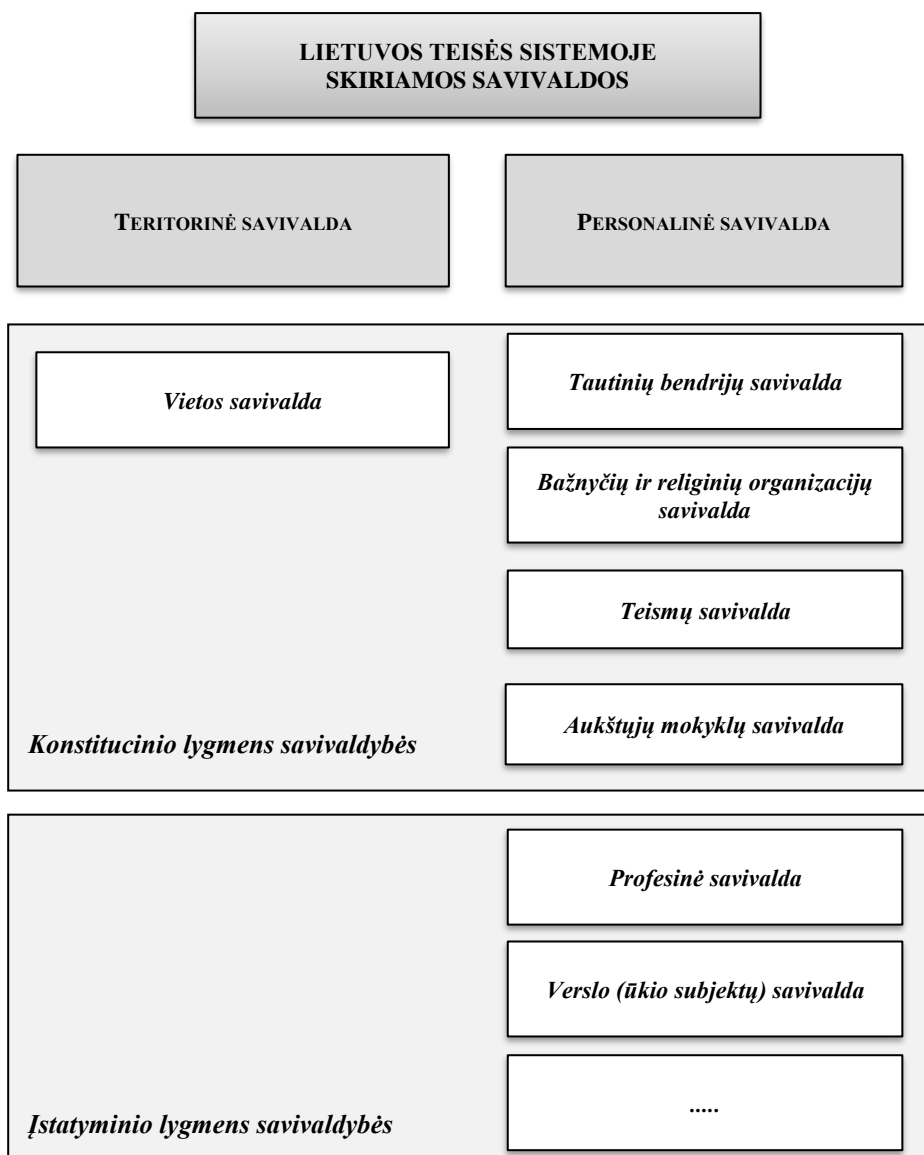 LIETUVOS TEISĖS SISTEMOJE
SKIRIAMOS SAVIVALDOS
TERITORINĖ SAVIVALDA
PERSONALINĖ SAVIVALDA
Vietos savivalda
Tautinių bendrijų savivalda
Bažnyčių ir religinių organizacijų
savivalda
Teismų savivalda
Aukštųjų mokyklų savivalda
Konstitucinio lygmens savivaldybės
Profesinė savivalda
Verslo (ūkio subjektų) savivalda
.....
Įstatyminio lygmens savivaldybės